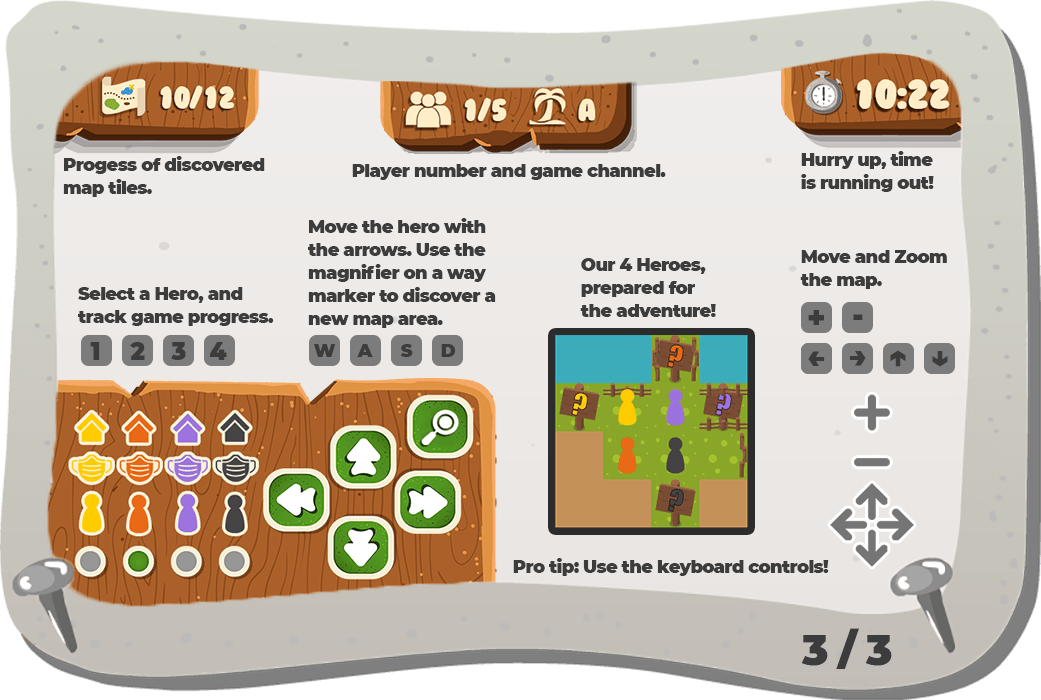 10/12
1/5
A
10:22
Progess of discovered
map tiles.
Player number and game channel.
Hurry up, time
is running out!
Move the hero with
the arrows. Use the
magnifier on a way
marker to discover a
new map area.
W A S D
Select a Hero, and
track game progress.
1 2 3 4
Our 4 Heroes,
prepared for
the adventure!
? 
? ?
?
Move and Zoom
the map.
+ -
← → ↑ ↓
+
−
Pro tip: Use the keyboard controls!
3/3